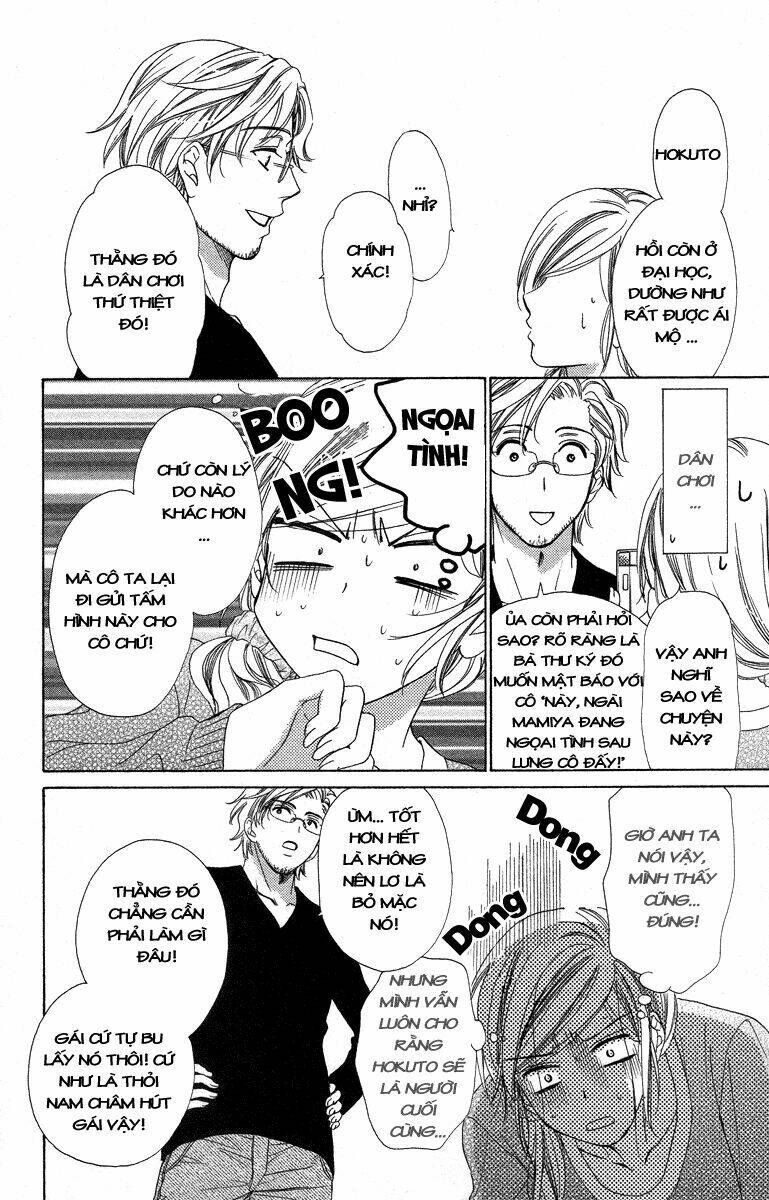 HOKUTO
HỒI CÒN Ở
ĐẠI HỌC,
DƯỜNG NHƯ
RẤT ĐƯỢC ÁI
MỘ ...
...
NHỈ?
CHÍNH
XÁC!
THẰNG ĐÓ
LÀ DÂN CHƠI
THỨ THIỆT
ĐÓ!
DÂN
CHƠI
...
VẬY ANH
NGHĨ
SAO VỀ
CHUYỆN
NÀY?
ỦA CÒN PHẢI HỎI
SAO? RÕ RÀNG LÀ
BÀ THƯ KÝ ĐÓ
MUỐN MẬT BÁO VỚI
CÔ "NÀY, NGÀI
MAMIYA ĐANG
NGOẠI TÌNH SAU
LƯNG CÔ ĐẤY!"
NGOẠI
TÌNH!
BOO
NG!
CHỨ CÒN LÝ
DO NÀO
KHÁC HƠN
...
MÀ CÔ TA LẠI
ĐI GỬI TẤM
HÌNH NÀY CHO
CÔ CHỨ!
GIỜ ANH TA
NÓI VẬY,
MÌNH THẤY
CŨNG...
ĐÚNG!
Dong
Dong
NHƯNG
MÌNH VẪN
LUÔN CHO
RẰNG
HOKUTO SẼ
LÀ NGƯỜI
CUỐI
CÙNG...
ỪM... TỐT
HƠN HẾT
LÀ KHÔNG
NÊN LƠ LÀ
BỎ MẶC
NÓ!
THẰNG ĐÓ
CHẲNG CẦN
PHẢI LÀM GÌ
ĐÂU!
GÁI CỨ TỰ BU
LẤY NÓ THÔI! CỨ
NHƯ LÀ THỎI
NAM CHÂM HÚT
GÁI VẬY!